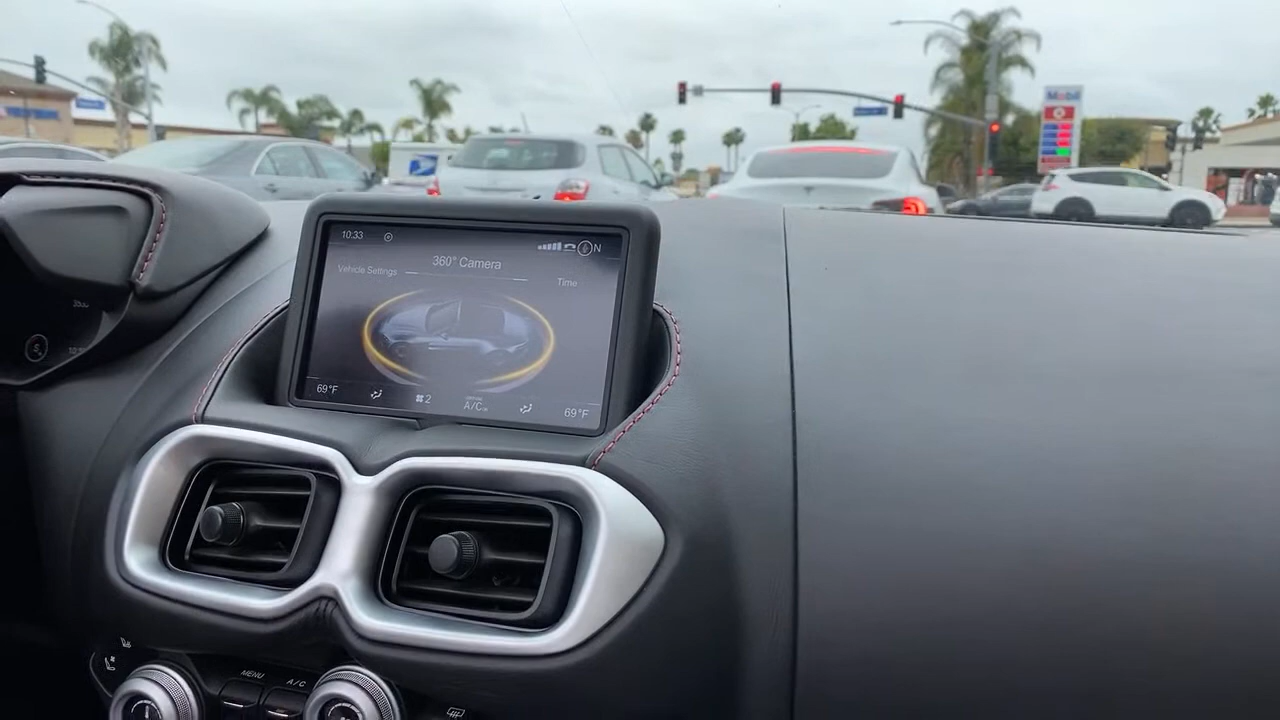 Mobil
10:33
N
360° Camera
Vehicle Settings
Time
69°F
2
A/C
69°F
MENU
A/C